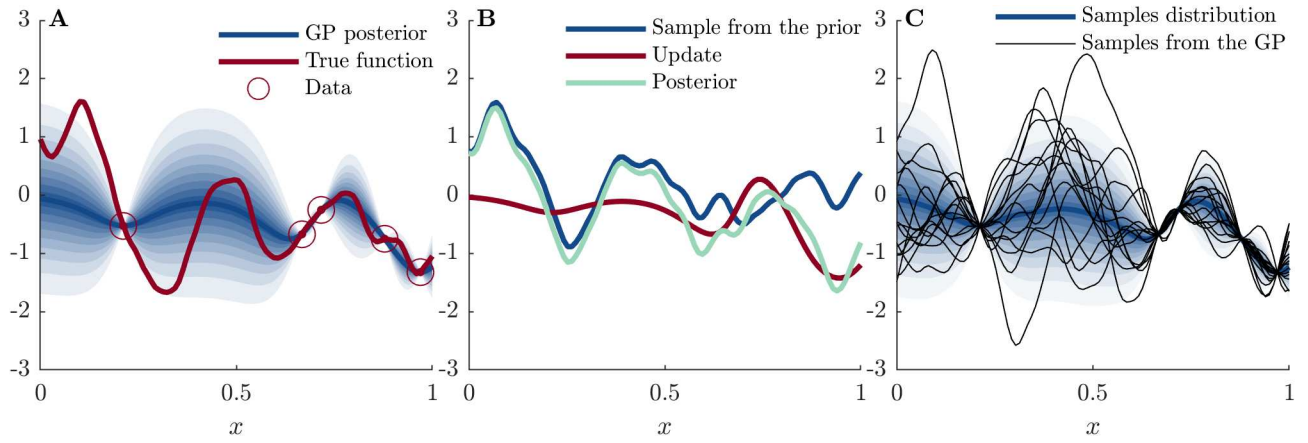 A
GP posterior
True function
Data
3
2
1
0
-1
-2
-3
0
0.5
1
x
B
Sample from the prior
Update
Posterior
3
2
1
0
-1
-2
-3
0
0.5
1
x
C
Samples distribution
Samples from the GP
3
2
1
0
-1
-2
-3
0
0.5
1
x